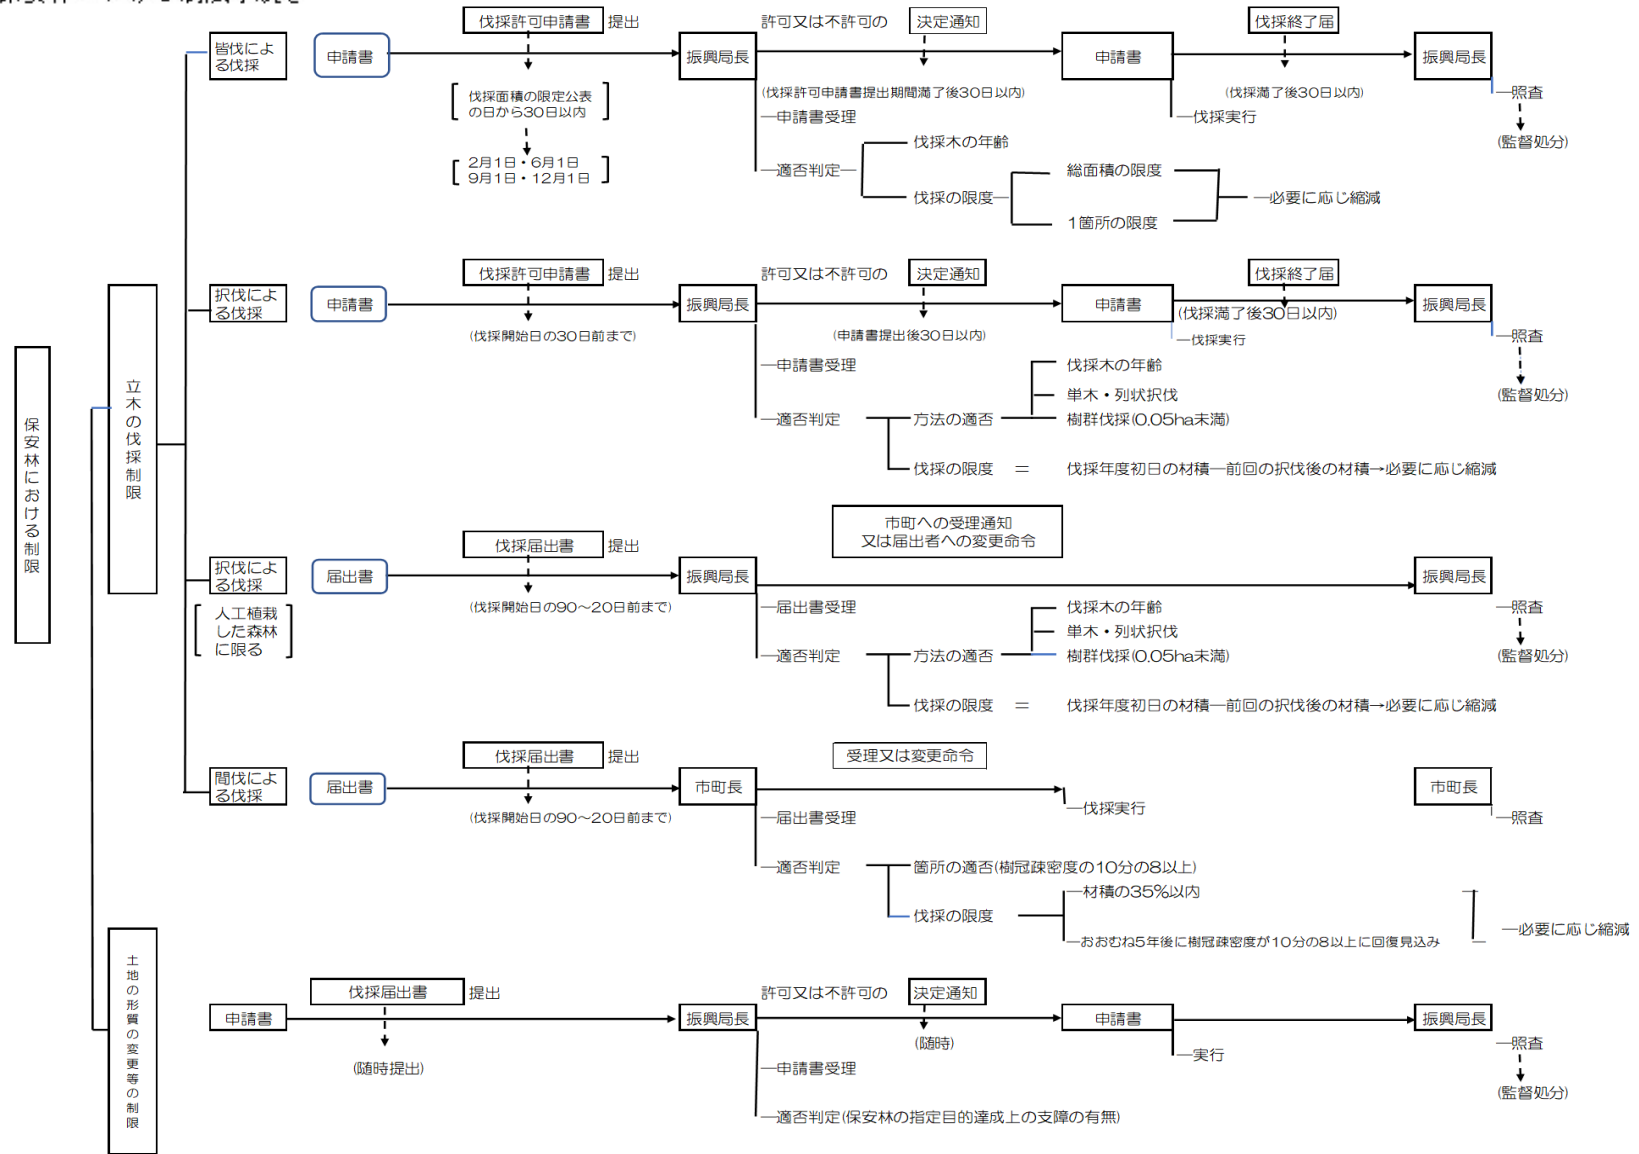 保安林における制限
立木の伐採制限
皆伐によ
る伐採
申請書
伐採許可申請書 提出
伐採面積の限定公表
の日から30日以内
2月1日・6月1日
9月1日・12月1日
振興局長
許可又は不許可の 決定通知
(伐採許可申請書提出期間満了後30日以内)
申請書受理
適否判定
伐採木の年齢
伐採の限度
総面積の限度
1箇所の限度
必要に応じ縮減
申請書
伐採実行
伐採終了届
(伐採満了後30日以内)
振興局長
照査
(監督処分)
択伐によ
る伐採
申請書
伐採許可申請書 提出
(伐採開始日の30日前まで)
振興局長
許可又は不許可の 決定通知
(申請書提出後30日以内)
申請書受理
適否判定
方法の適否
伐採木の年齢
単木・列状択伐
樹群伐採(0.05ha未満)
伐採の限度 = 伐採年度初日の材積―前回の択伐後の材積→必要に応じ縮減
申請書
伐採実行
伐採終了届
(伐採満了後30日以内)
振興局長
照査
(監督処分)
択伐によ
る伐採
人工植栽
した森林
に限る
届出書
伐採届出書 提出
(伐採開始日の90～20日前まで)
振興局長
市町への受理通知
又は届出者への変更命令
届出書受理
適否判定
方法の適否
伐採木の年齢
単木・列状択伐
樹群伐採(0.05ha未満)
伐採の限度 = 伐採年度初日の材積―前回の択伐後の材積→必要に応じ縮減
振興局長
照査
(監督処分)
間伐によ
る伐採
届出書
伐採届出書 提出
(伐採開始日の90～20日前まで)
市町長
受理又は変更命令
届出書受理
適否判定
箇所の適否(樹冠疎密度の10分の8以上)
伐採の限度
材積の35%以内
おおむね5年後に樹冠疎密度が10分の8以上に回復見込み
必要に応じ縮減
伐採実行
市町長
照査
土地の形質の変更等の制限
申請書
伐採届出書 提出
(随時提出)
振興局長
許可又は不許可の 決定通知
(随時)
申請書受理
適否判定(保安林の指定目的達成上の支障の有無)
申請書
実行
振興局長
照査
(監督処分)